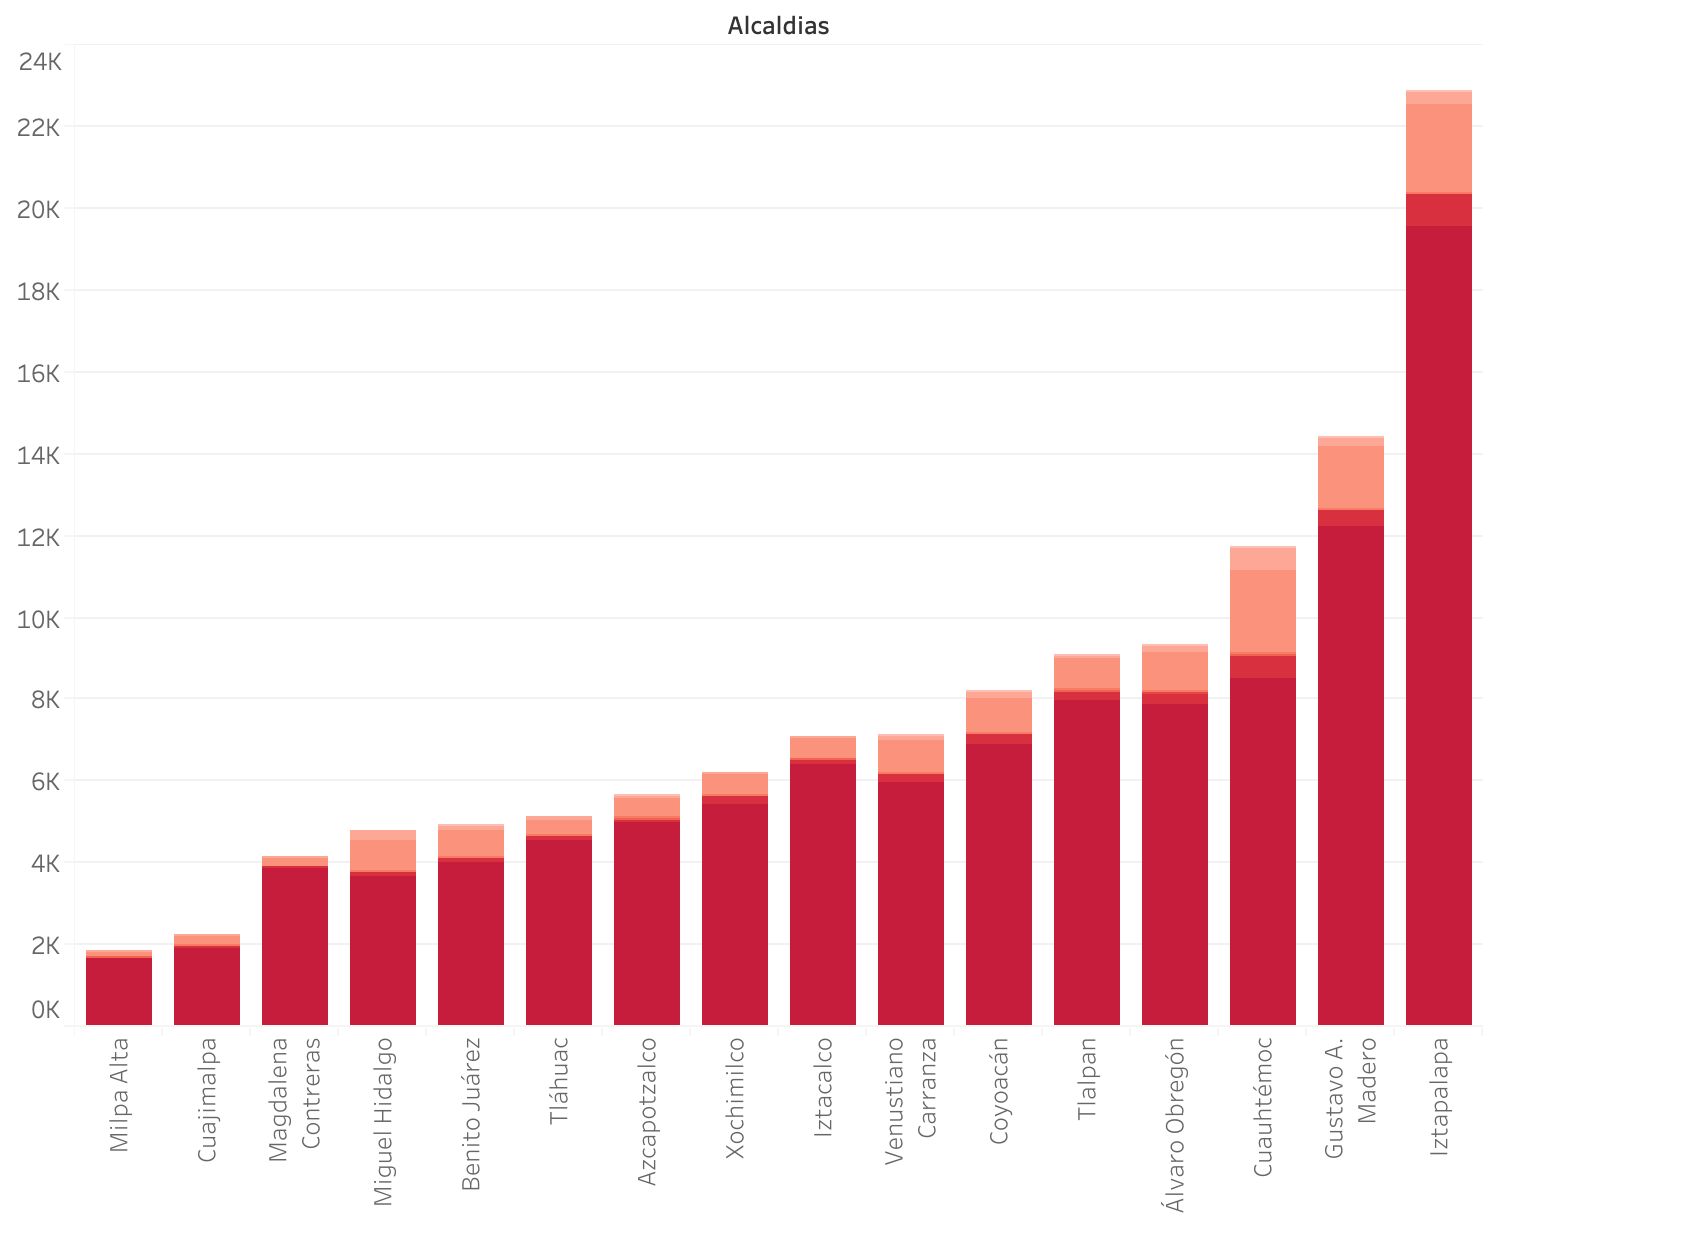 Alcaldias
24K
22K
20K
18K
16K
14K
12K
10K
8K
6K
4K
2K
0K
Milpa Alta
Cuajimalpa
Magdalena
Contreras
Miguel Hidalgo
Benito Juárez
Tláhuac
Azcapotzalco
Xochimilco
Iztacalco
Venustiano
Carranza
Coyoacán
Tlalpan
Álvaro Obregón
Cuauhtémoc
Gustavo A.
Madero
Iztapalapa